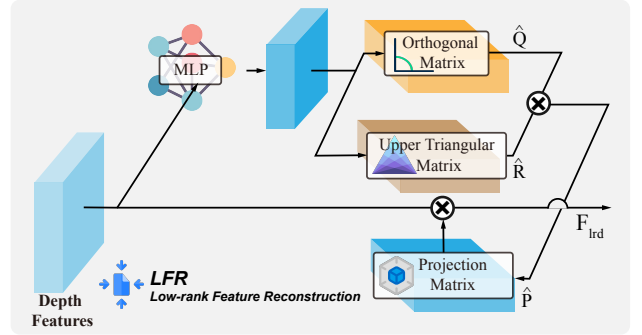 MLP
Orthogonal
Matrix
Q̂
Upper Triangular
Matrix
R̂
F_lrd
Projection
Matrix
P̂
Depth
Features
LFR
Low-rank Feature Reconstruction